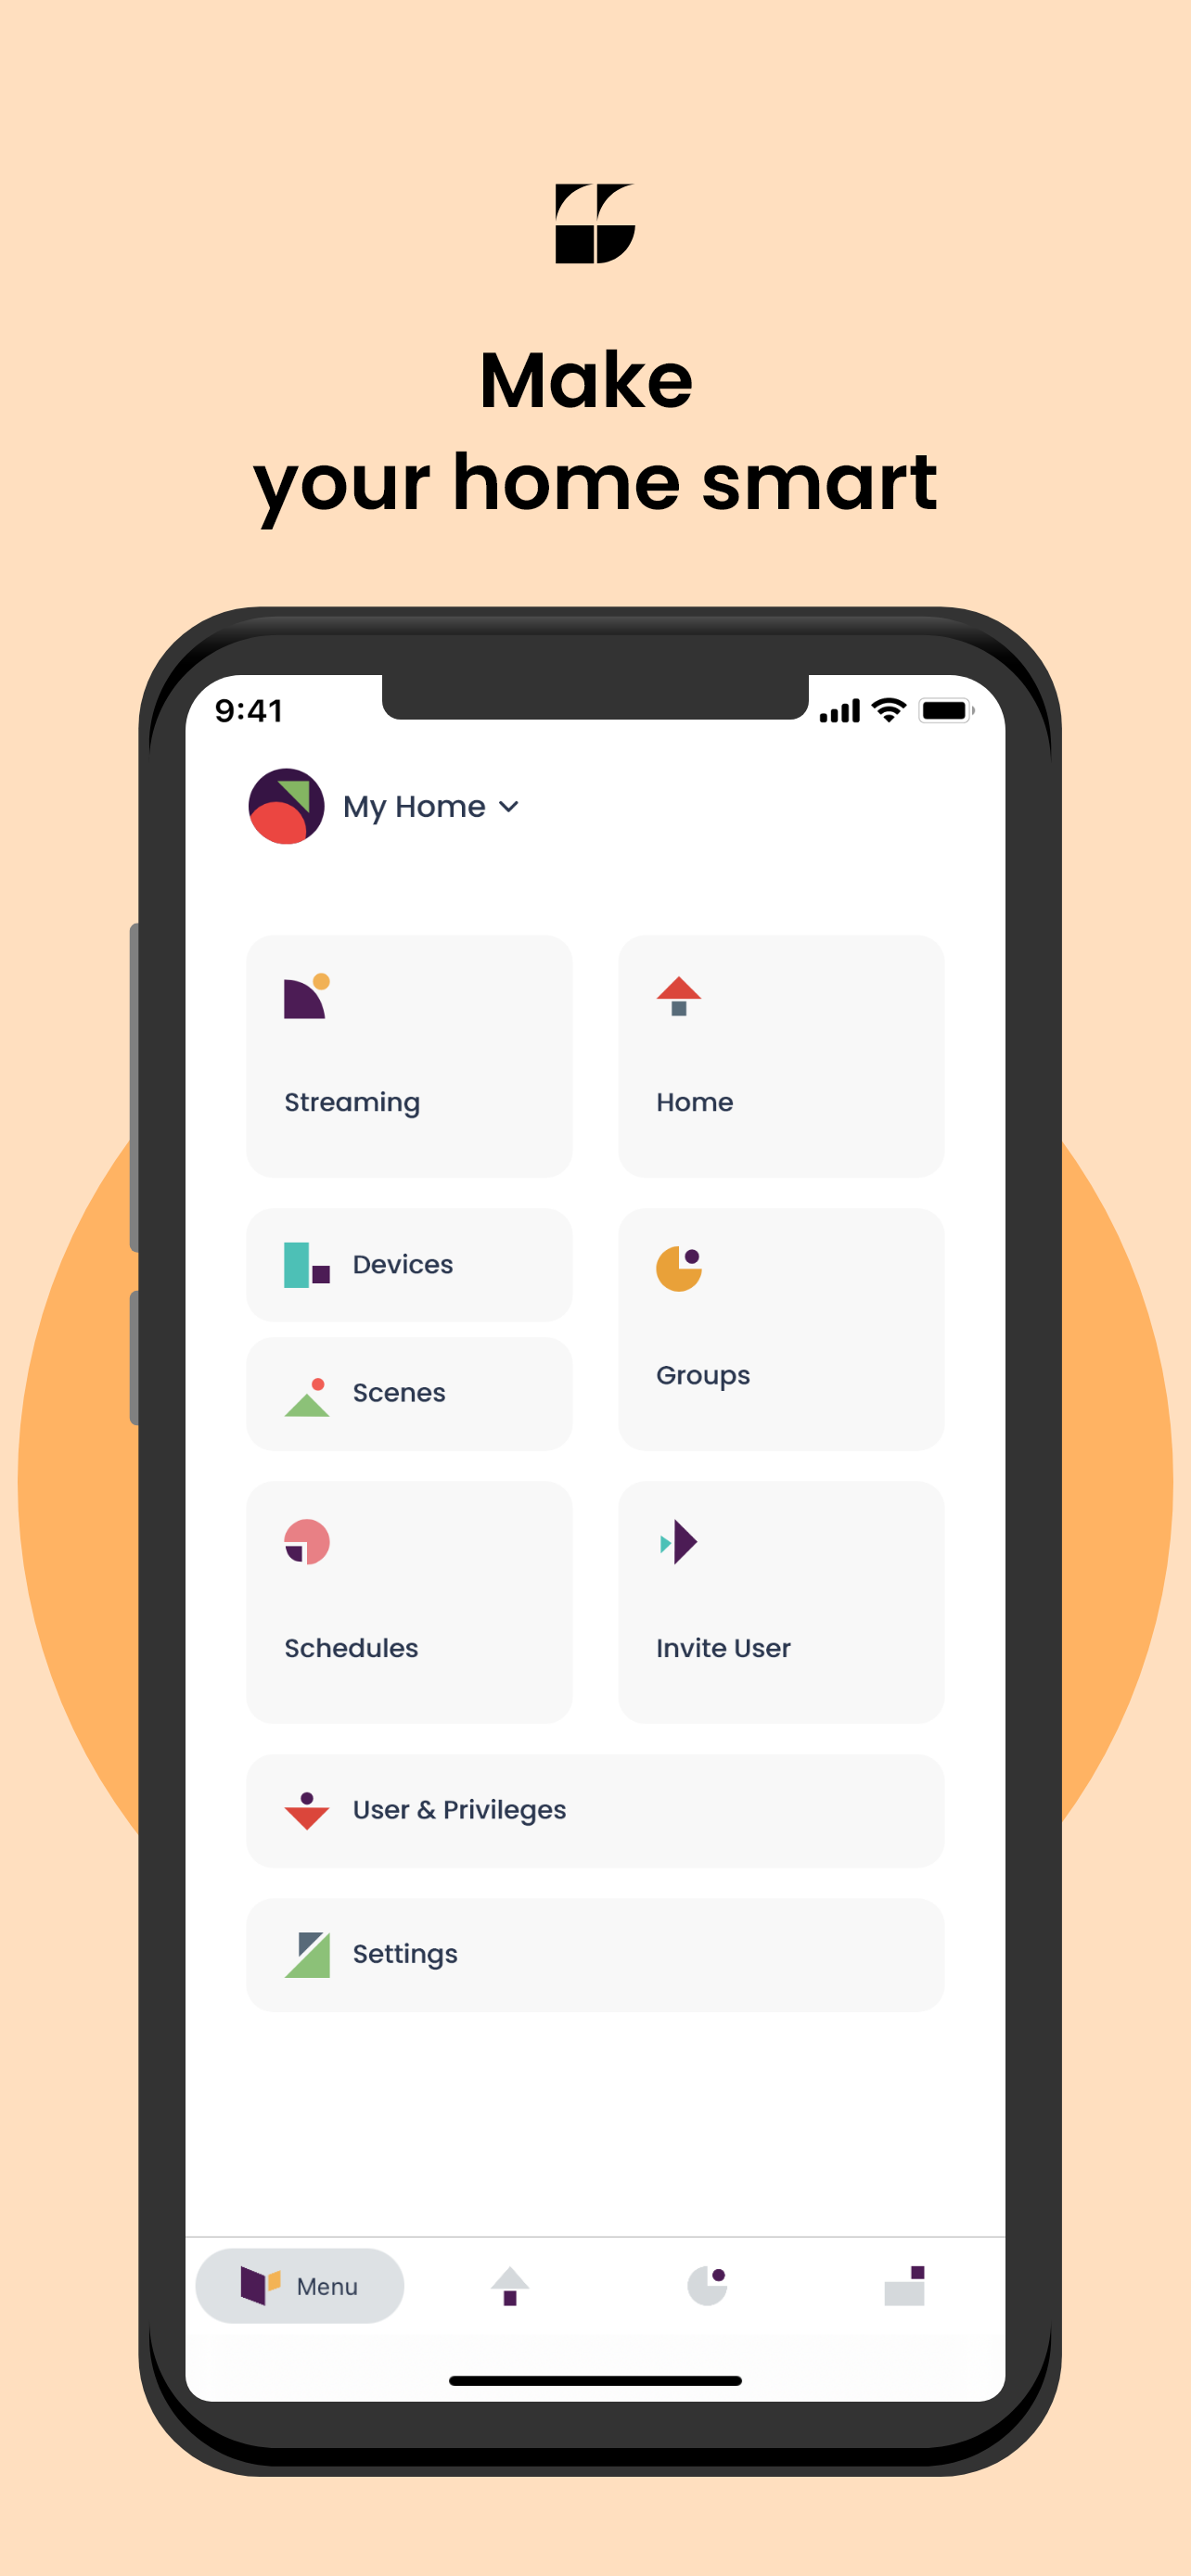 Make
your home smart
9:41
My Home
Streaming
Home
Devices
Scenes
Groups
Schedules
Invite User
User & Privileges
Settings
Menu